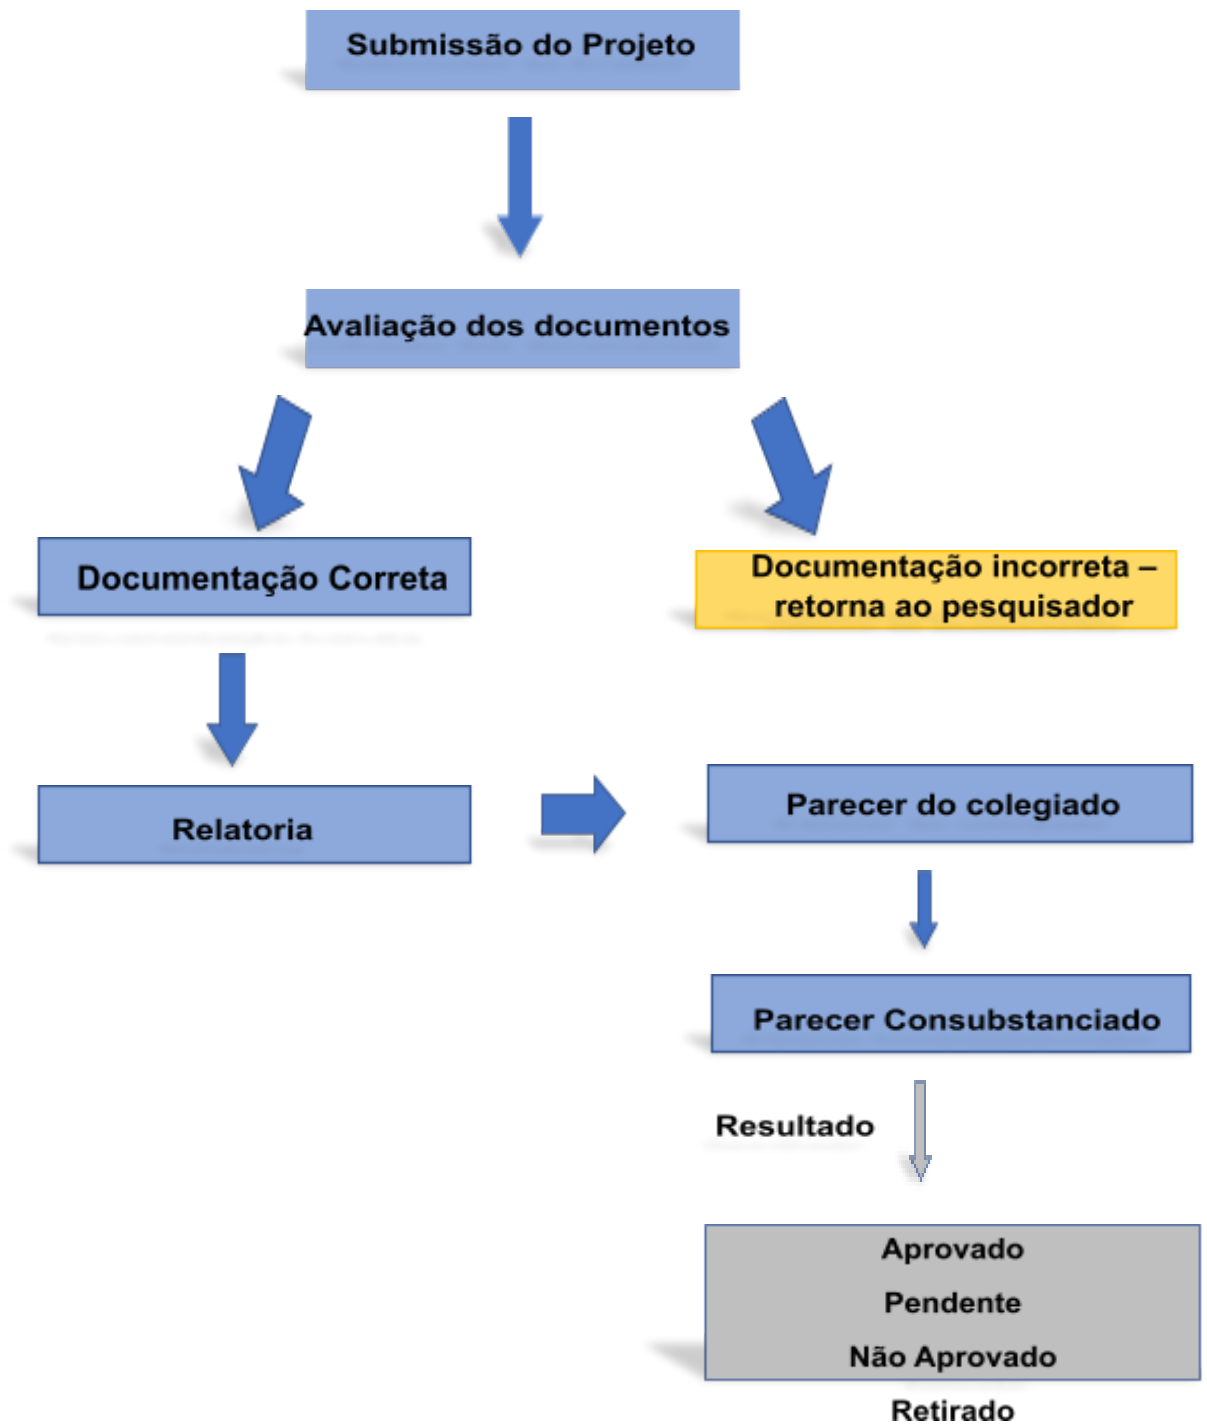 Submissão do Projeto
Avaliação dos documentos
Documentação Correta
Documentação incorreta –
retorna ao pesquisador
Relatoria
Parecer do colegiado
Parecer Consubstanciado
Resultado
Aprovado
Pendente
Não Aprovado
Retirado